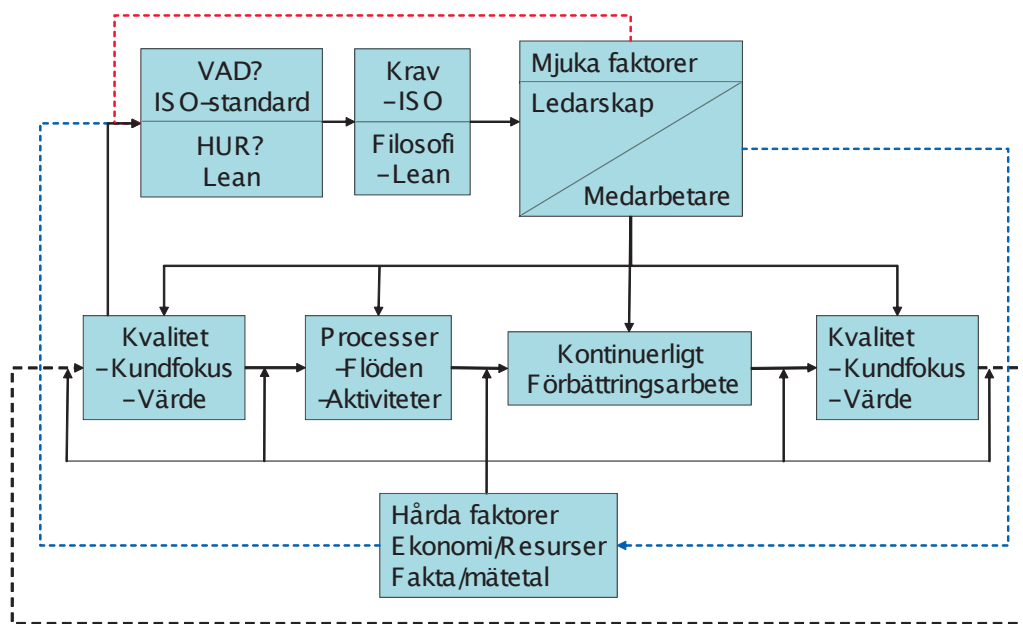 VAD?
ISO-standard
HUR?
Lean
Krav
-ISO
Filosofi
-Lean
Mjuka faktorer
Ledarskap
Medarbetare
Kvalitet
-Kundfokus
-Värde
Processer
-Flöden
-Aktiviteter
Kontinuerligt
Förbättringsarbete
Kvalitet
-Kundfokus
-Värde
Hårda faktorer
Ekonomi/Resurser
Fakta/mätetal